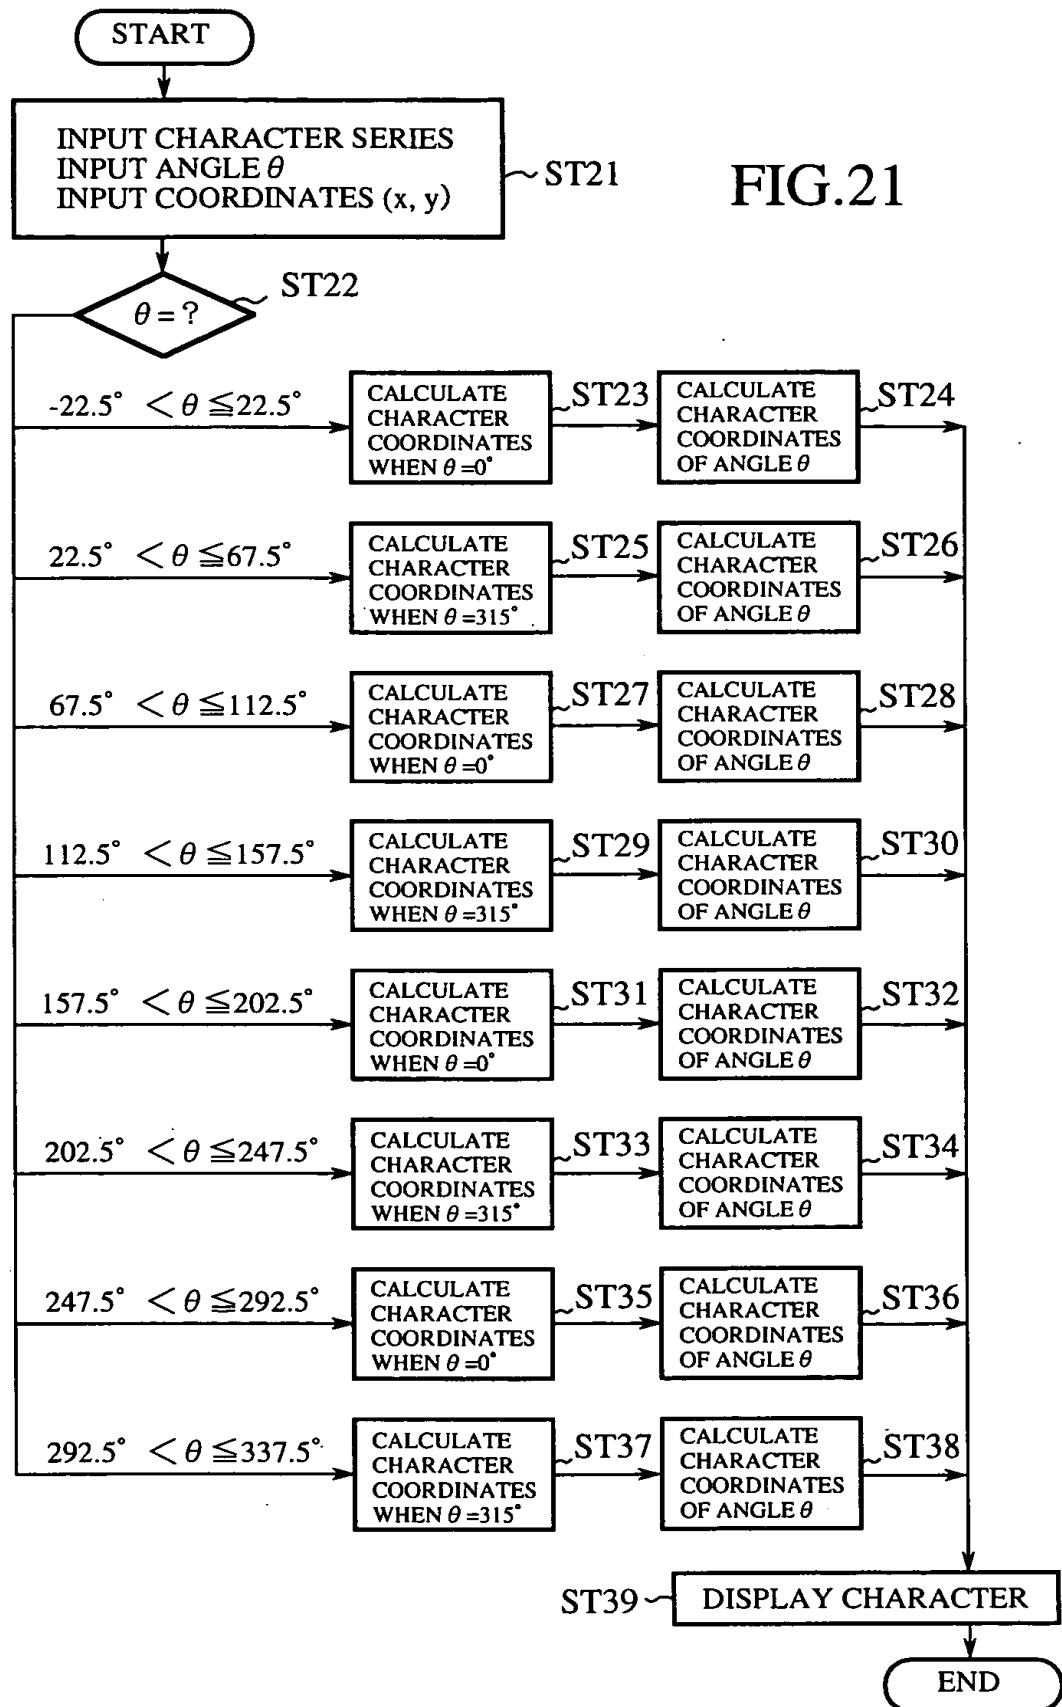 START
INPUT CHARACTER SERIES
INPUT ANGLE θ
INPUT COORDINATES (x, y)
ST21
FIG.21
θ = ?
ST22
-22.5° < θ ≦ 22.5°
CALCULATE
CHARACTER
COORDINATES
WHEN θ =0°
ST23
CALCULATE
CHARACTER
COORDINATES
OF ANGLE θ
ST24
22.5° < θ ≦ 67.5°
CALCULATE
CHARACTER
COORDINATES
WHEN θ =315°
ST25
CALCULATE
CHARACTER
COORDINATES
OF ANGLE θ
ST26
67.5° < θ ≦ 112.5°
CALCULATE
CHARACTER
COORDINATES
WHEN θ =0°
ST27
CALCULATE
CHARACTER
COORDINATES
OF ANGLE θ
ST28
112.5° < θ ≦ 157.5°
CALCULATE
CHARACTER
COORDINATES
WHEN θ =315°
ST29
CALCULATE
CHARACTER
COORDINATES
OF ANGLE θ
ST30
157.5° < θ ≦ 202.5°
CALCULATE
CHARACTER
COORDINATES
WHEN θ =0°
ST31
CALCULATE
CHARACTER
COORDINATES
OF ANGLE θ
ST32
202.5° < θ ≦ 247.5°
CALCULATE
CHARACTER
COORDINATES
WHEN θ =315°
ST33
CALCULATE
CHARACTER
COORDINATES
OF ANGLE θ
ST34
247.5° < θ ≦ 292.5°
CALCULATE
CHARACTER
COORDINATES
WHEN θ =0°
ST35
CALCULATE
CHARACTER
COORDINATES
OF ANGLE θ
ST36
292.5° < θ ≦ 337.5°
CALCULATE
CHARACTER
COORDINATES
WHEN θ =315°
ST37
CALCULATE
CHARACTER
COORDINATES
OF ANGLE θ
ST38
ST39
DISPLAY CHARACTER
END